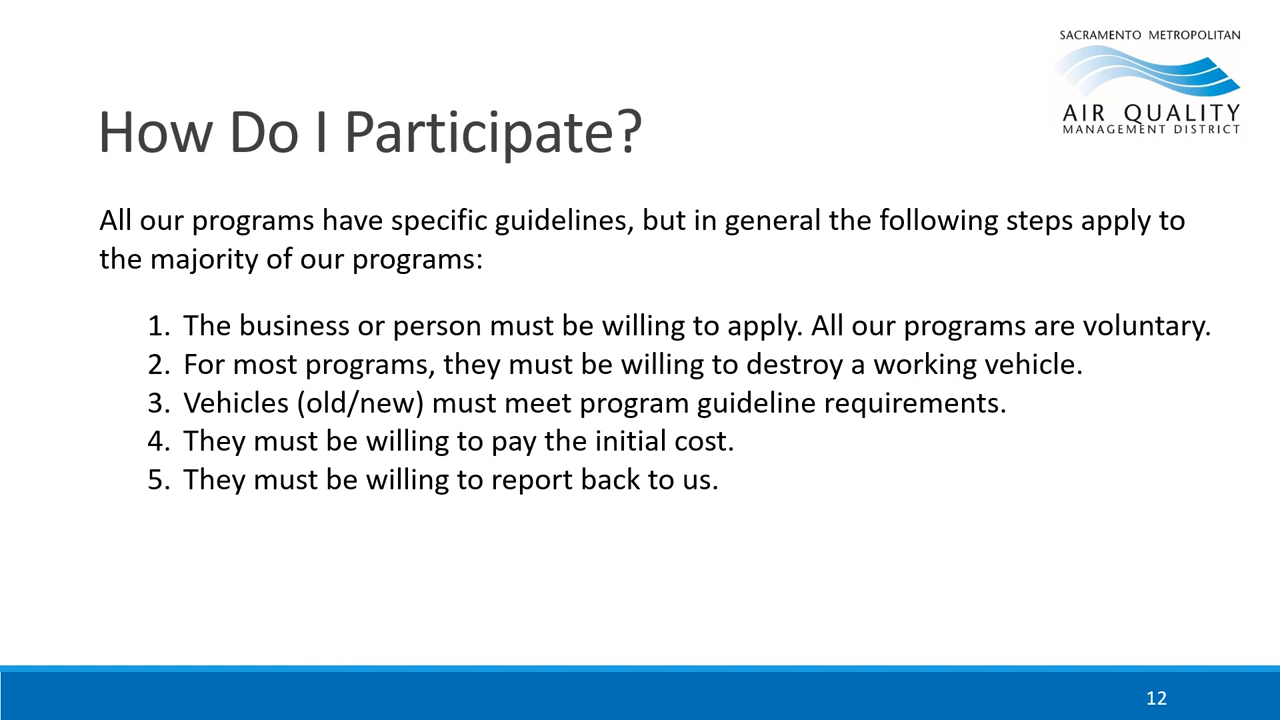 SACRAMENTO METROPOLITAN
AIR QUALITY
MANAGEMENT DISTRICT
How Do I Participate?
All our programs have specific guidelines, but in general the following steps apply to
the majority of our programs:
1. The business or person must be willing to apply. All our programs are voluntary.
2. For most programs, they must be willing to destroy a working vehicle.
3. Vehicles (old/new) must meet program guideline requirements.
4. They must be willing to pay the initial cost.
5. They must be willing to report back to us.
12